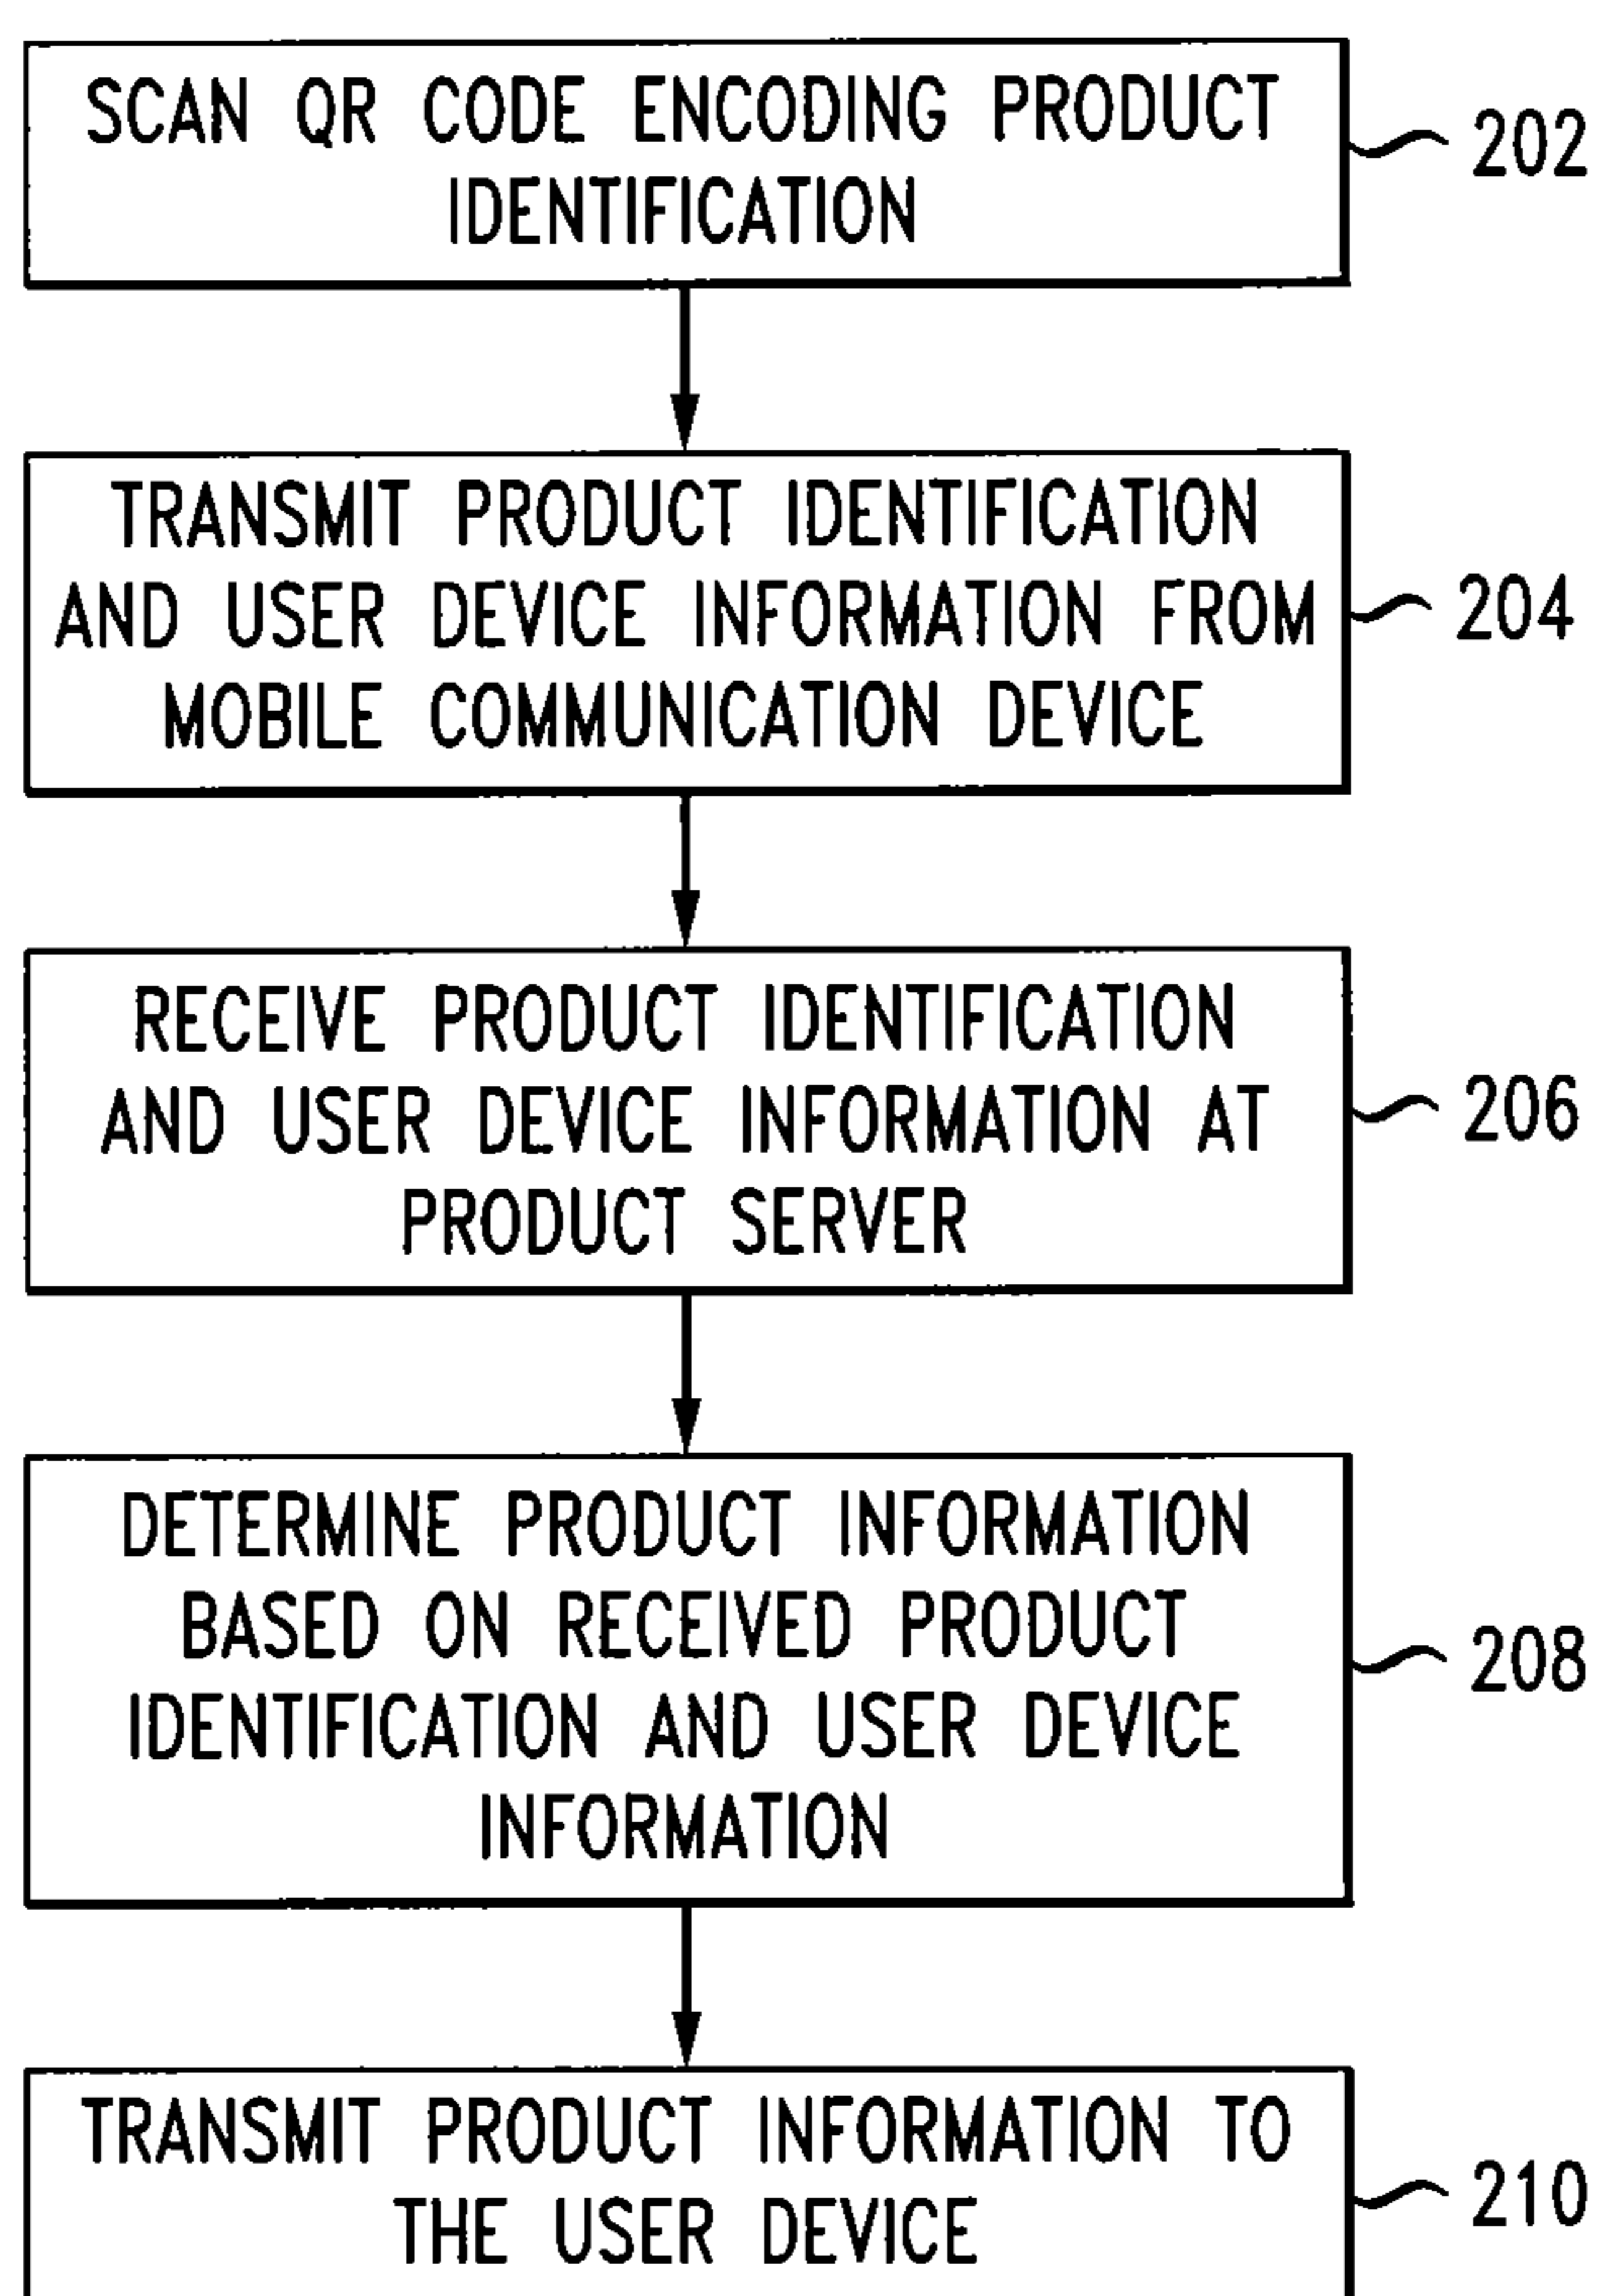 SCAN QR CODE ENCODING PRODUCT
IDENTIFICATION
202
TRANSMIT PRODUCT IDENTIFICATION
AND USER DEVICE INFORMATION FROM
MOBILE COMMUNICATION DEVICE
204
RECEIVE PRODUCT IDENTIFICATION
AND USER DEVICE INFORMATION AT
PRODUCT SERVER
206
DETERMINE PRODUCT INFORMATION
BASED ON RECEIVED PRODUCT
IDENTIFICATION AND USER DEVICE
INFORMATION
208
TRANSMIT PRODUCT INFORMATION TO
THE USER DEVICE
210